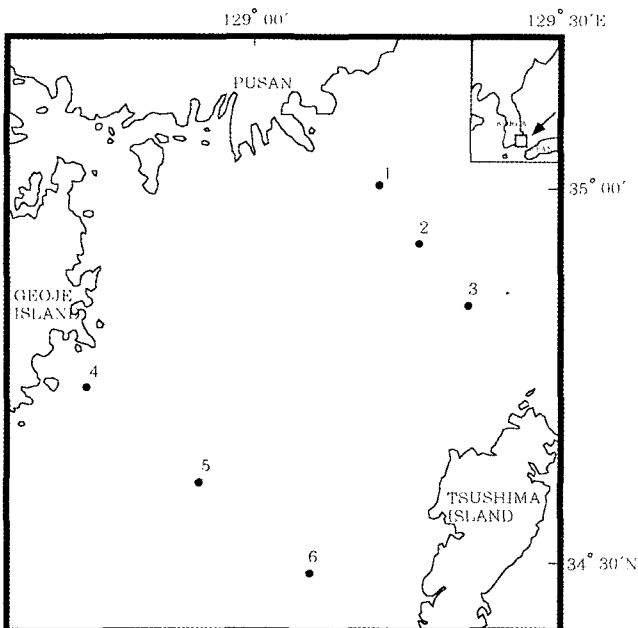 129° 00′
129° 30′E
PUSAN
1
35° 00′
2
3
GEOJE
ISLAND
4
5
TSUSHIMA
ISLAND
6
34° 30′N